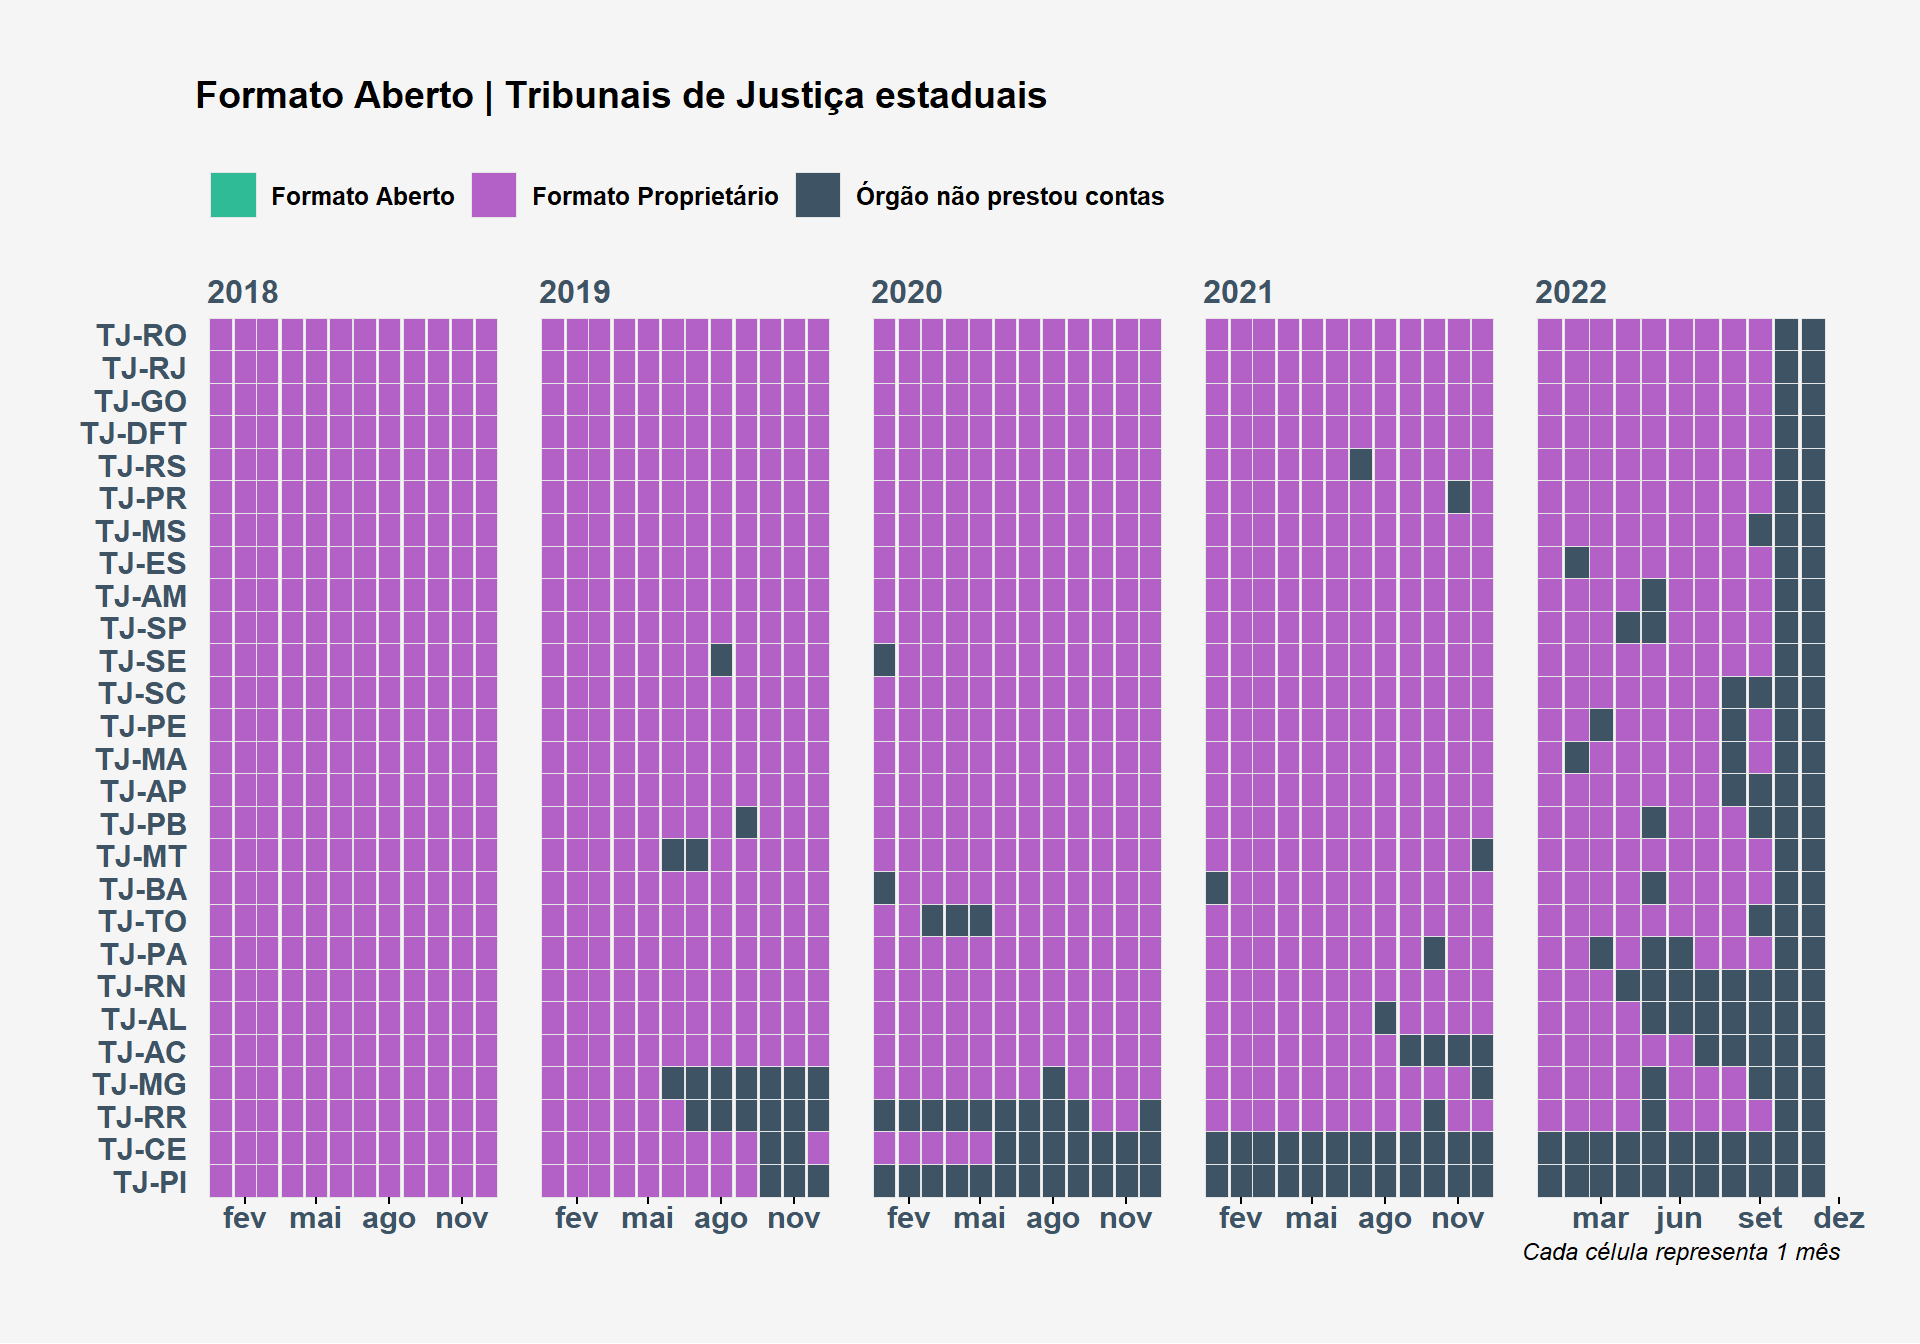 Formato Aberto | Tribunais de Justiça estaduais
Formato Aberto Formato Proprietário Órgão não prestou contas
2018 2019 2020 2021 2022
TJ-RO
TJ-RJ
TJ-GO
TJ-DFT
TJ-RS
TJ-PR
TJ-MS
TJ-ES
TJ-AM
TJ-SP
TJ-SE
TJ-SC
TJ-PE
TJ-MA
TJ-AP
TJ-PB
TJ-MT
TJ-BA
TJ-TO
TJ-PA
TJ-RN
TJ-AL
TJ-AC
TJ-MG
TJ-RR
TJ-CE
TJ-PI
fev mai ago nov fev mai ago nov fev mai ago nov fev mai ago nov mar jun set dez
Cada célula representa 1 mês